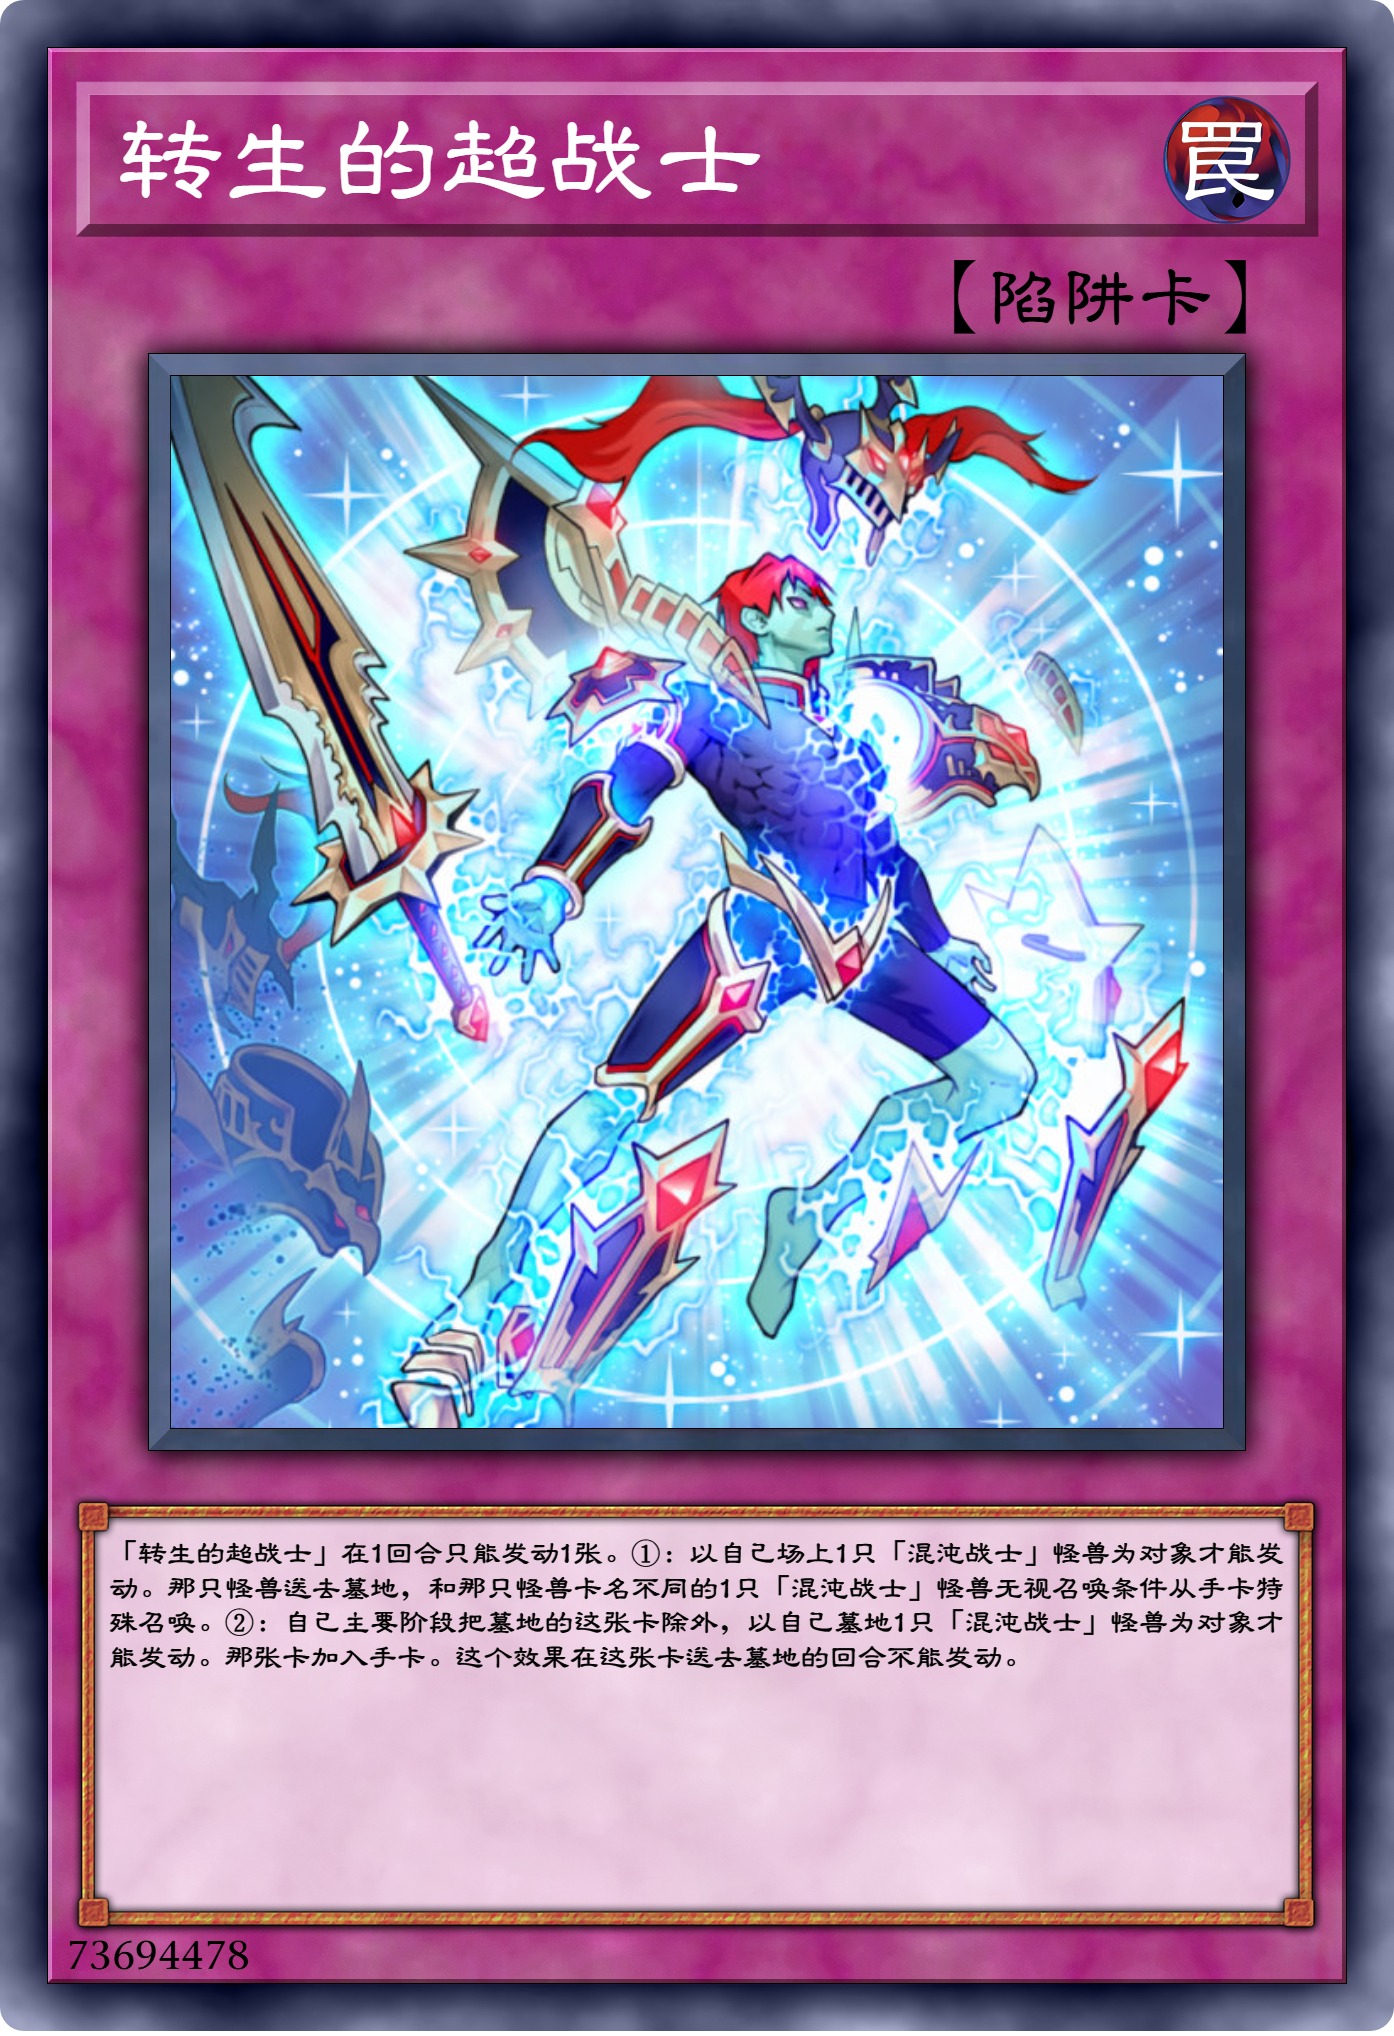 转生的超战士
罠
【陷阱卡】
「转生的超战士」在1回合只能发动1张。①：以自己场上1只「混沌战士」怪兽为对象才能发
动。那只怪兽送去墓地，和那只怪兽卡名不同的1只「混沌战士」怪兽无视召唤条件从手卡特
殊召唤。②：自己主要阶段把墓地的这张卡除外，以自己墓地1只「混沌战士」怪兽为对象才
能发动。那张卡加入手卡。这个效果在这张卡送去墓地的回合不能发动。
73694478